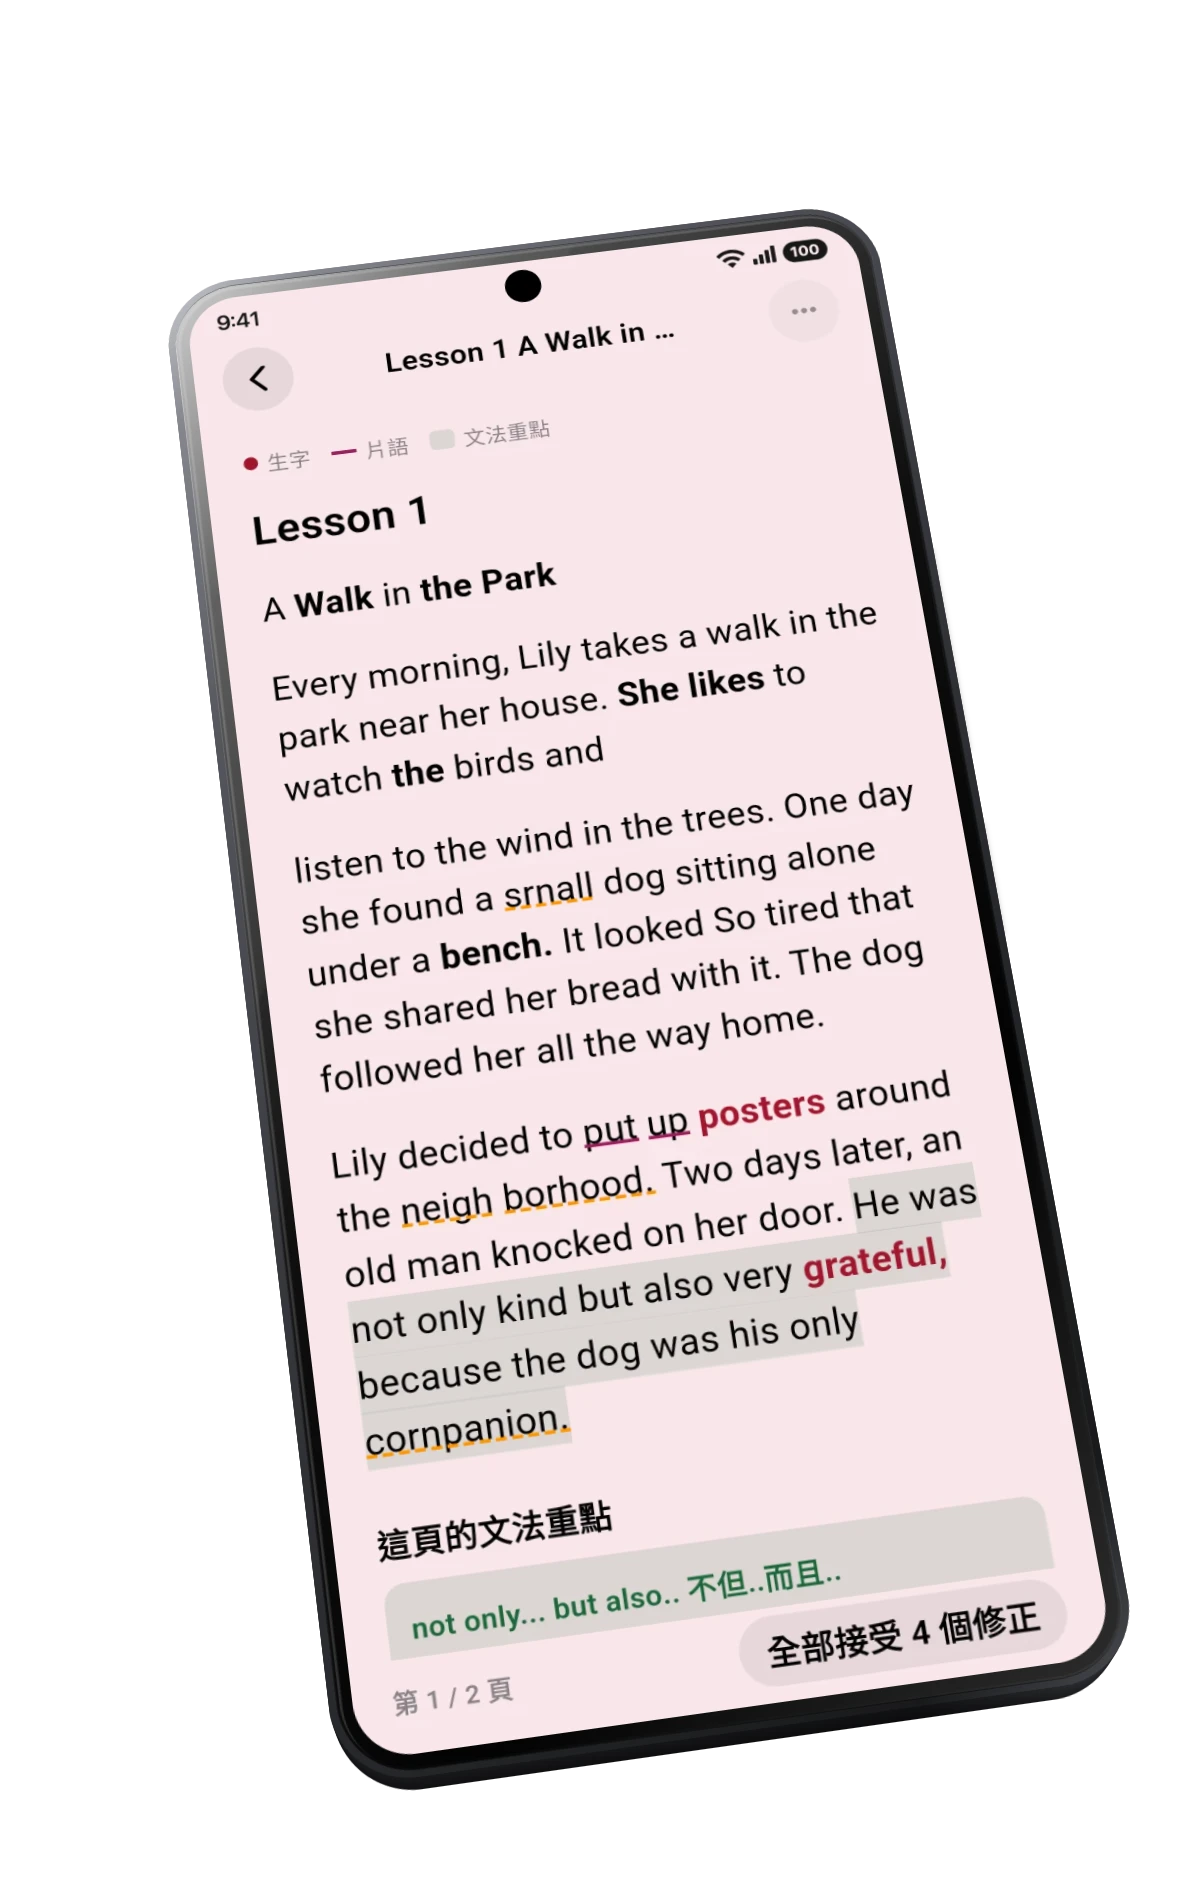 9:41
100
Lesson 1 A Walk in ...
生字 片語 文法重點
Lesson 1
A Walk in the Park
Every morning, Lily takes a walk in the
park near her house. She likes to
watch the birds and
listen to the wind in the trees. One day
she found a srnall dog sitting alone
under a bench. It looked So tired that
she shared her bread with it. The dog
followed her all the way home.
Lily decided to put up posters around
the neigh borhood. Two days later, an
old man knocked on her door. He was
not only kind but also very grateful,
because the dog was his only
cornpanion.
這頁的文法重點
not only... but also.. 不但..而且..
全部接受 4 個修正
第 1 / 2 頁